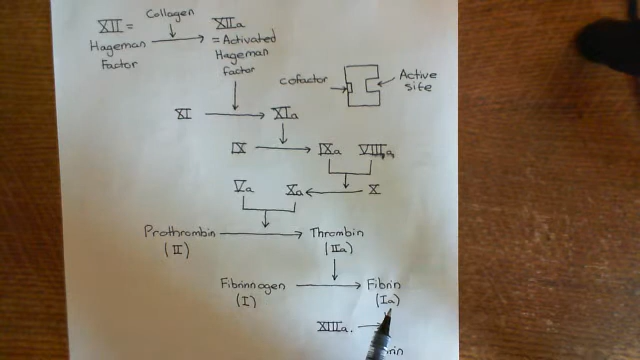 XII =
Hageman
Factor
Collagen
XIIa
= Activated
Hageman
Factor
cofactor
Active
site
XI
XIa
IX
IXa
VIIIa
Va
Xa
X
Prothrombin
(II)
Thrombin
(IIa)
Fibrinnogen
(I)
Fibrin
(Ia)
XIIIa.